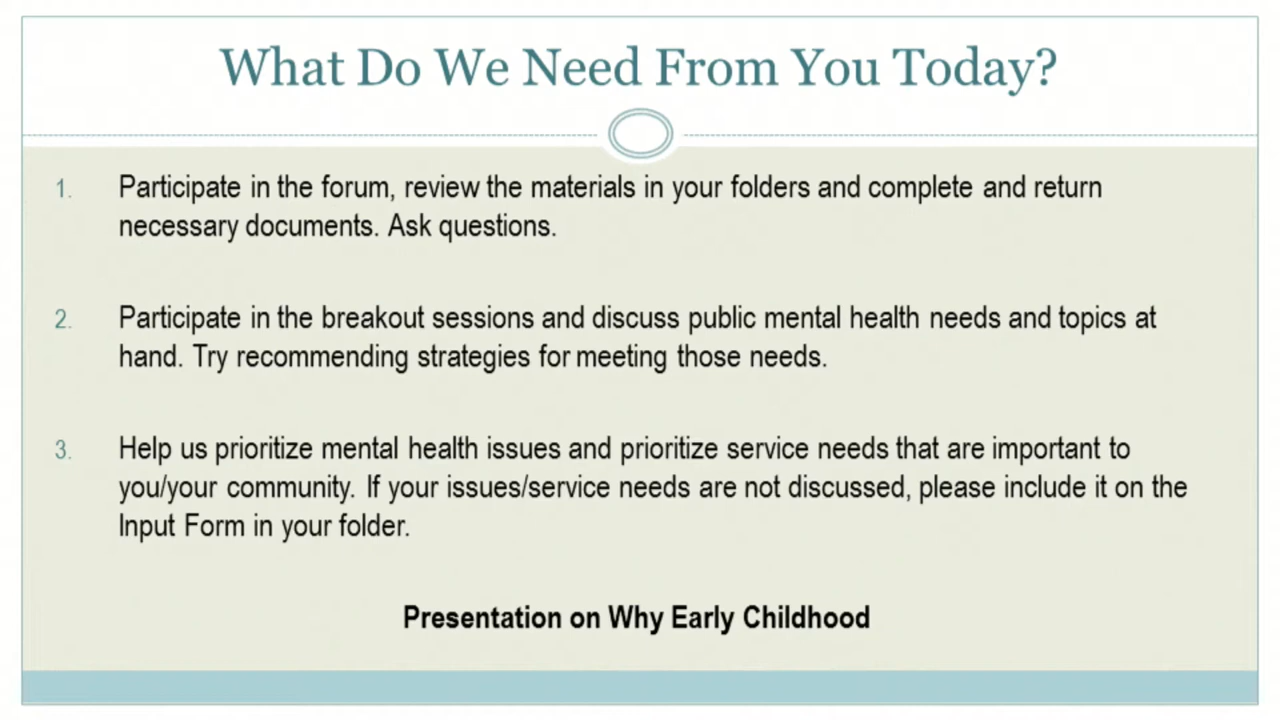 What Do We Need From You Today?
1. Participate in the forum, review the materials in your folders and complete and return
necessary documents. Ask questions.
2. Participate in the breakout sessions and discuss public mental health needs and topics at
hand. Try recommending strategies for meeting those needs.
3. Help us prioritize mental health issues and prioritize service needs that are important to
you/your community. If your issues/service needs are not discussed, please include it on the
Input Form in your folder.
Presentation on Why Early Childhood